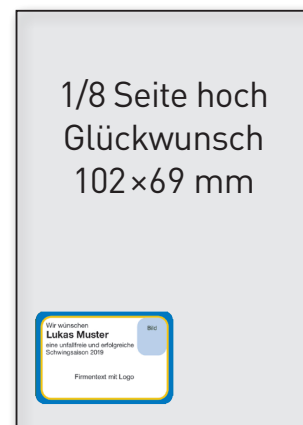 1/8 Seite hoch
Glückwunsch
102×69 mm
Wir wünschen
Lukas Muster
eine unfallfreie und erfolgreiche
Schwingsaison 2019
Bild
Firmentext mit Logo